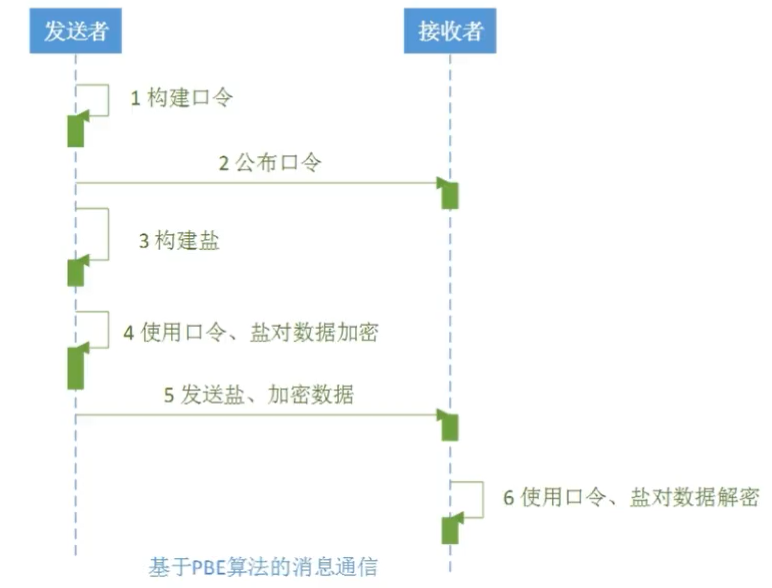 发送者
接收者
1 构建口令
2 公布口令
3 构建盐
4 使用口令、盐对数据加密
5 发送盐、加密数据
6 使用口令、盐对数据解密
基于PBE算法的消息通信